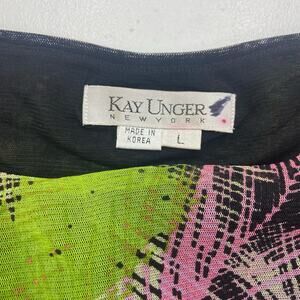 KAY UNGER
NEW YORK
MADE IN
KOREA
L